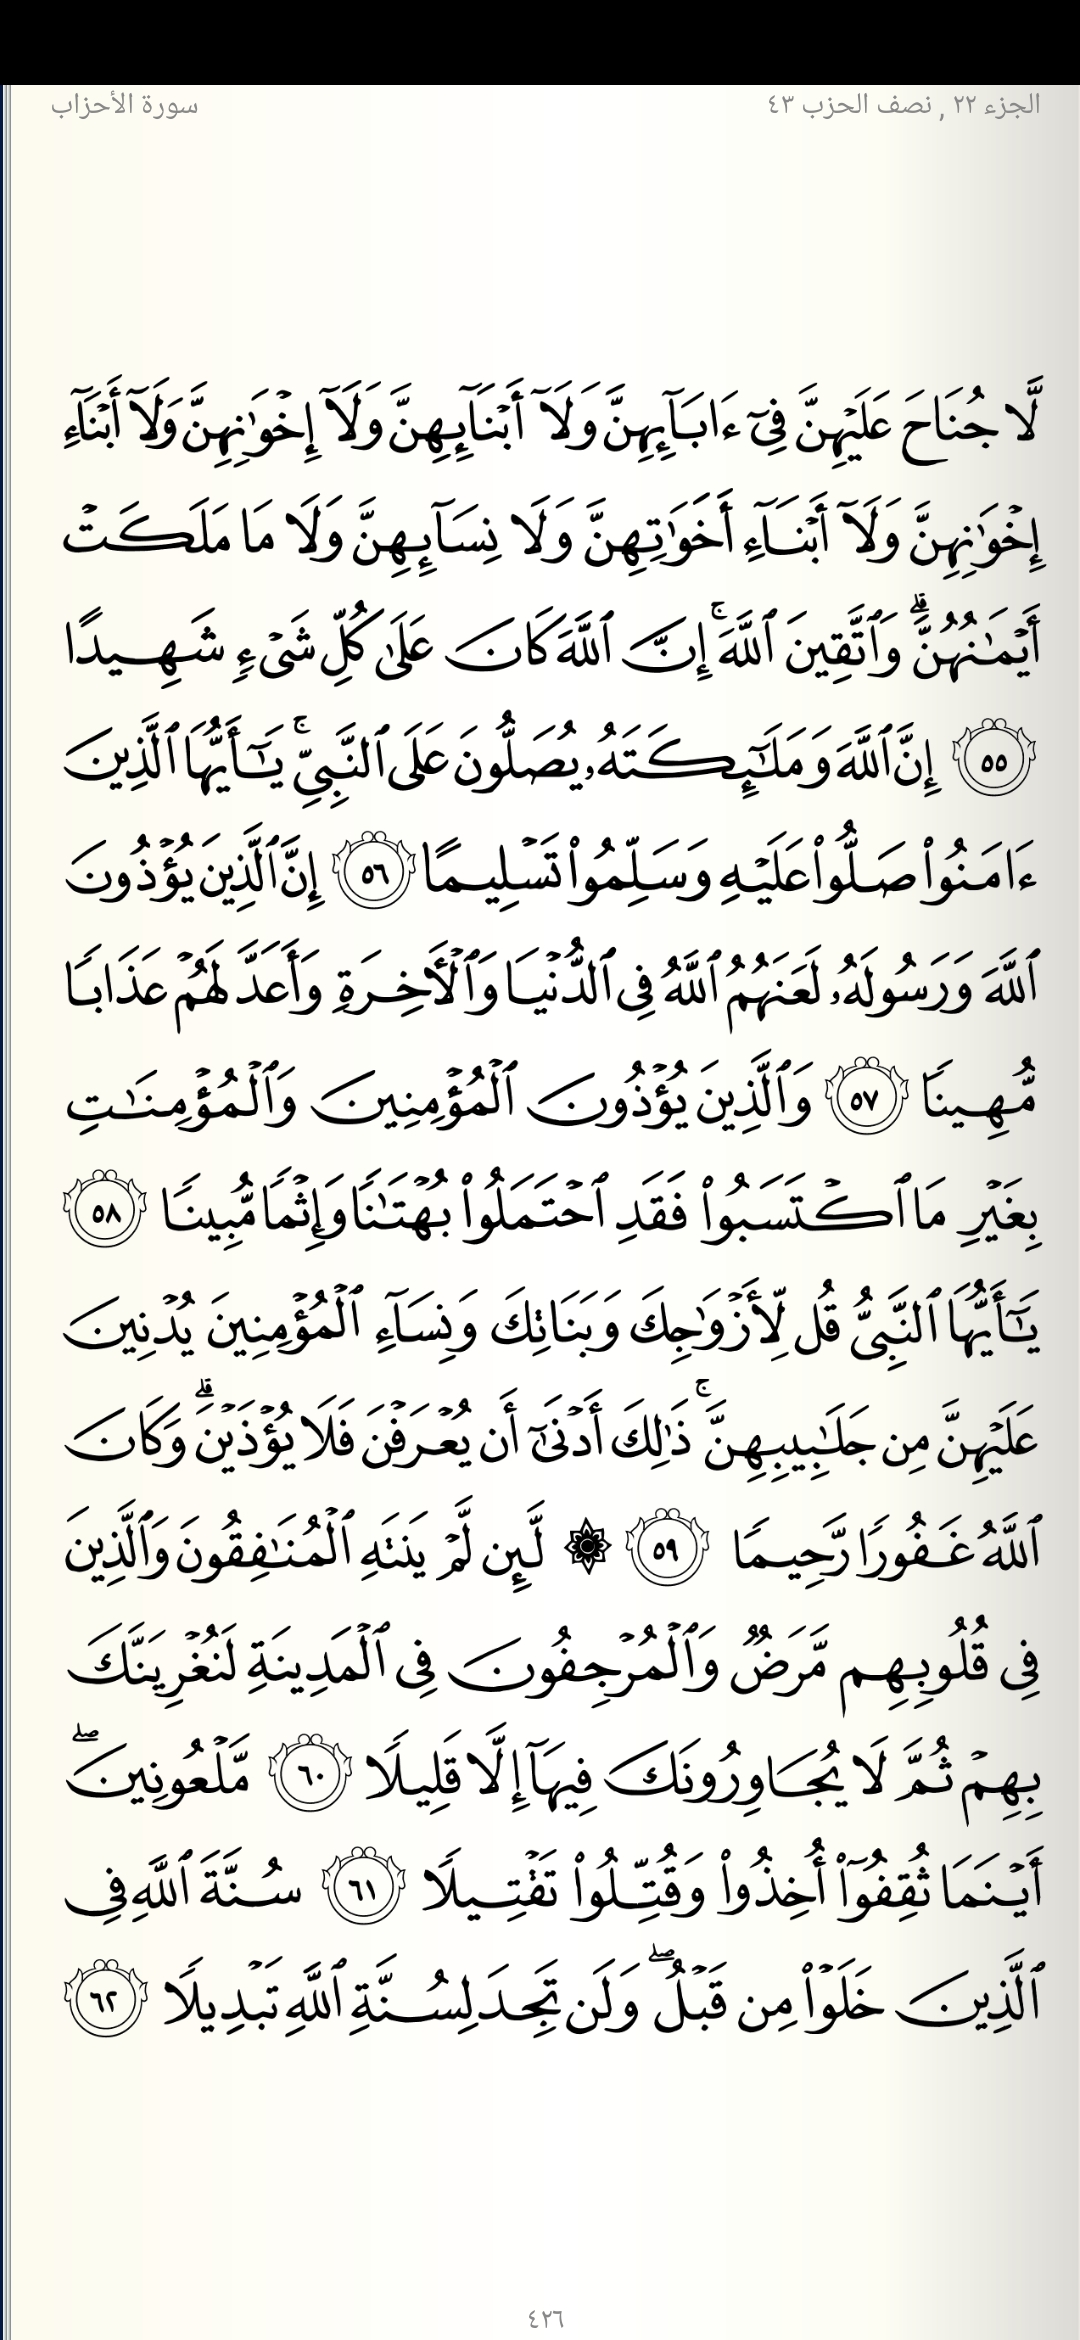 الجزء ٢٢ , نصف الحزب ٤٣
سورة الأحزاب
لَّا جُنَاحَ عَلَيْهِنَّ فِىٓ ءَابَآئِهِنَّ وَلَآ أَبْنَآئِهِنَّ وَلَآ إِخْوَٰنِهِنَّ وَلَآ أَبْنَآءِ
إِخْوَٰنِهِنَّ وَلَآ أَبْنَآءِ أَخَوَٰتِهِنَّ وَلَا نِسَآئِهِنَّ وَلَا مَا مَلَكَتْ
أَيْمَٰنُهُنَّ ۗ وَٱتَّقِينَ ٱللَّهَ ۚ إِنَّ ٱللَّهَ كَانَ عَلَىٰ كُلِّ شَىْءٍ شَهِيدًا
٥٥ إِنَّ ٱللَّهَ وَمَلَٰٓئِكَتَهُۥ يُصَلُّونَ عَلَى ٱلنَّبِىِّ ۚ يَٰٓأَيُّهَا ٱلَّذِينَ
ءَامَنُوا۟ صَلُّوا۟ عَلَيْهِ وَسَلِّمُوا۟ تَسْلِيمًا ٥٦ إِنَّ ٱلَّذِينَ يُؤْذُونَ
ٱللَّهَ وَرَسُولَهُۥ لَعَنَهُمُ ٱللَّهُ فِى ٱلدُّنْيَا وَٱلْأَخِرَةِ وَأَعَدَّ لَهُمْ عَذَابًا
مُّهِينًا ٥٧ وَٱلَّذِينَ يُؤْذُونَ ٱلْمُؤْمِنِينَ وَٱلْمُؤْمِنَٰتِ
بِغَيْرِ مَا ٱكْتَسَبُوا۟ فَقَدِ ٱحْتَمَلُوا۟ بُهْتَٰنًا وَإِثْمًا مُّبِينًا ٥٨
يَٰٓأَيُّهَا ٱلنَّبِىُّ قُل لِّأَزْوَٰجِكَ وَبَنَاتِكَ وَنِسَآءِ ٱلْمُؤْمِنِينَ يُدْنِينَ
عَلَيْهِنَّ مِن جَلَٰبِيبِهِنَّ ۚ ذَٰلِكَ أَدْنَىٰٓ أَن يُعْرَفْنَ فَلَا يُؤْذَيْنَ ۗ وَكَانَ
ٱللَّهُ غَفُورًا رَّحِيمًا ٥٩ ۞ لَّئِن لَّمْ يَنتَهِ ٱلْمُنَٰفِقُونَ وَٱلَّذِينَ
فِى قُلُوبِهِم مَّرَضٌ وَٱلْمُرْجِفُونَ فِى ٱلْمَدِينَةِ لَنُغْرِيَنَّكَ
بِهِمْ ثُمَّ لَا يُجَاوِرُونَكَ فِيهَآ إِلَّا قَلِيلًا ٦٠ مَّلْعُونِينَ ۖ
أَيْنَمَا ثُقِفُوٓا۟ أُخِذُوا۟ وَقُتِّلُوا۟ تَقْتِيلًا ٦١ سُنَّةَ ٱللَّهِ فِى
ٱلَّذِينَ خَلَوْا۟ مِن قَبْلُ ۖ وَلَن تَجِدَ لِسُنَّةِ ٱللَّهِ تَبْدِيلًا ٦٢
٤٢٦